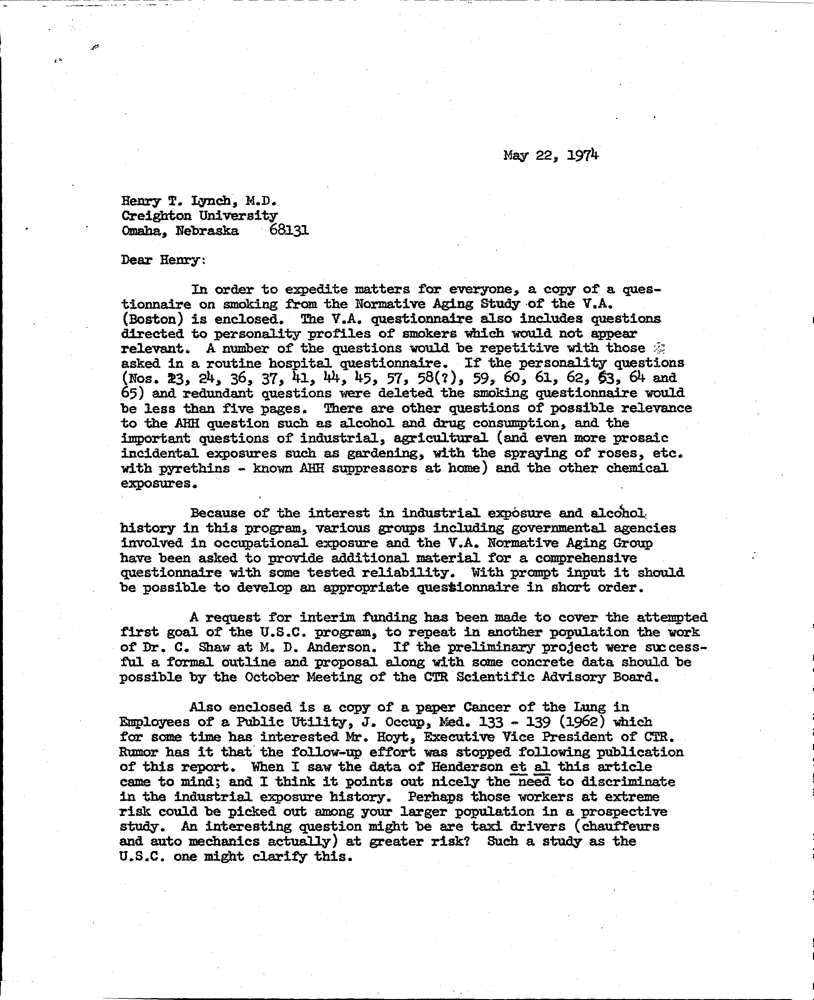 May 22, 1974
Henry T. Lynch, M.D.
Creighton University
Omaha, Nebraska 68131
Dear Henry:
In order to expedite matters for everyone, a copy of a ques-
tionnaire on smoking from the Normative Aging Study of the V.A.
(Boston) is enclosed. The V.A. questionnaire also includes questions
directed to personality profiles of smokers which would not appear
relevant. A number of the questions would be repetitive with those
asked in a routine hospital questionnaire. If the personality questions
(Nos. 23, 24, 36, 37, 41, 44, 45, 57, 58(?), 59, 60, 61, 62, 63, 64 and
65) and redundant questions were deleted the smoking questionnaire would
be less than five pages. There are other questions of possible relevance
to the AHH question such as alcohol and drug consumption, and the
important questions of industrial, agricultural (and even more prosaic
incidental exposures such as gardening, with the spraying of roses, etc.
with pyrethins - known AHH suppressors at home) and the other chemical
exposures.
Because of the interest in industrial exposure and alcohol
history in this program, various groups including governmental agencies
involved in occupational exposure and the V.A. Normative Aging Group
have been asked to provide additional material for a comprehensive
questionnaire with some tested reliability. With prompt input it should
be possible to develop an appropriate questionnaire in short order.
A request for interim funding has been made to cover the attempted
first goal of the U.S.C. program, to repeat in another population the work
of Dr. C. Shaw at M. D. Anderson. If the preliminary project were success-
ful a formal outline and proposal along with some concrete data should be
possible by the October Meeting of the CTR Scientific Advisory Board.
Also enclosed is a copy of a paper Cancer of the Lung in
Employees of a Public Utility, J. Occup, Med. 133 - 139 (1962) which
for some time has interested Mr. Hoyt, Executive Vice President of CTR.
Rumor has it that the follow-up effort was stopped following publication
of this report. When I saw the data of Henderson et al this article
came to mind; and I think it points out nicely the need to discriminate
in the industrial exposure history. Perhaps those workers at extreme
risk could be picked out among your larger population in a prospective
study. An interesting question might be are taxi drivers (chauffeurs
and auto mechanics actually) at greater risk? Such a study as the
U.S.C. one might clarify this.